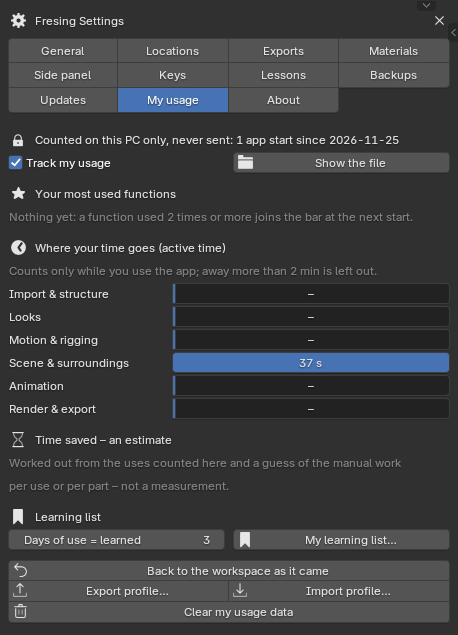 Fresing Settings
General Locations Exports Materials
Side panel Keys Lessons Backups
Updates My usage About
Counted on this PC only, never sent: 1 app start since 2026-11-25
Track my usage Show the file
Your most used functions
Nothing yet: a function used 2 times or more joins the bar at the next start.
Where your time goes (active time)
Counts only while you use the app; away more than 2 min is left out.
Import & structure –
Looks –
Motion & rigging –
Scene & surroundings 37 s
Animation –
Render & export –
Time saved – an estimate
Worked out from the uses counted here and a guess of the manual work
per use or per part – not a measurement.
Learning list
Days of use = learned 3 My learning list...
Back to the workspace as it came
Export profile... Import profile...
Clear my usage data